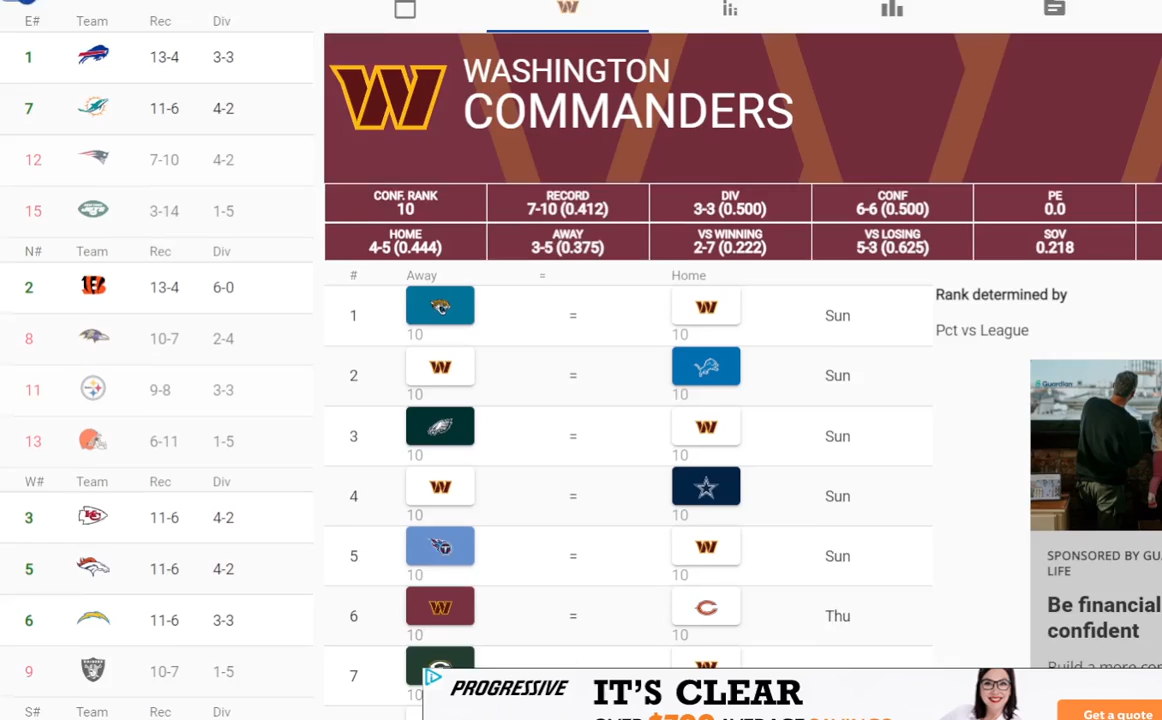 E# Team Rec Div
1 13-4 3-3
7 11-6 4-2
12 7-10 4-2
15 3-14 1-5
N# Team Rec Div
2 13-4 6-0
8 10-7 2-4
11 9-8 3-3
13 6-11 1-5
W# Team Rec Div
3 11-6 4-2
5 11-6 4-2
6 11-6 3-3
9 10-7 1-5
S# Team Rec Div
WASHINGTON
COMMANDERS
CONF. RANK RECORD DIV CONF PE
10 7-10 (0.412) 3-3 (0.500) 6-6 (0.500) 0.0
HOME AWAY VS WINNING VS LOSING SOV
4-5 (0.444) 3-5 (0.375) 2-7 (0.222) 5-3 (0.625) 0.218
# Away = Home
1 = Sun
10 10
2 = Sun
10 10
3 = Sun
10 10
4 = Sun
10 10
5 = Sun
10 10
6 = Thu
10 10
7
10
Rank determined by
Pct vs League
Guardian
SPONSORED BY GU
LIFE
Be financial
confident
Build a more co
PROGRESSIVE
IT'S CLEAR
Get a quote